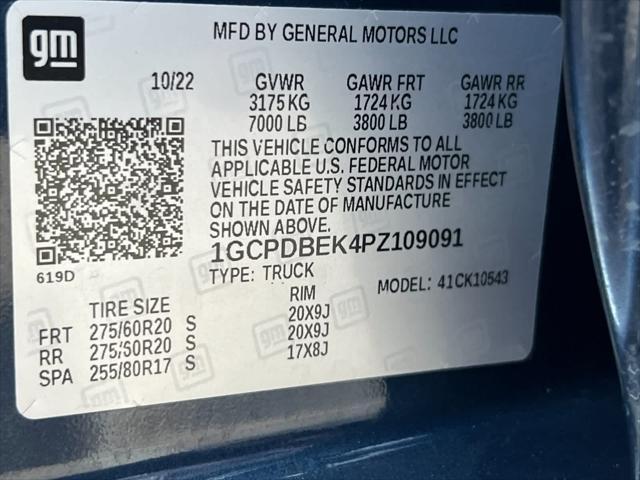 gm
MFD BY GENERAL MOTORS LLC
10/22 GVWR GAWR FRT GAWR RR
3175 KG 1724 KG 1724 KG
7000 LB 3800 LB 3800 LB
THIS VEHICLE CONFORMS TO ALL
APPLICABLE U.S. FEDERAL MOTOR
VEHICLE SAFETY STANDARDS IN EFFECT
ON THE DATE OF MANUFACTURE
SHOWN ABOVE.
1GCPDBEK4PZ109091
619D
TYPE: TRUCK
MODEL: 41CK10543
TIRE SIZE RIM
FRT 275/60R20 S 20X9J
RR 275/60R20 S 20X9J
SPA 255/80R17 S 17X8J